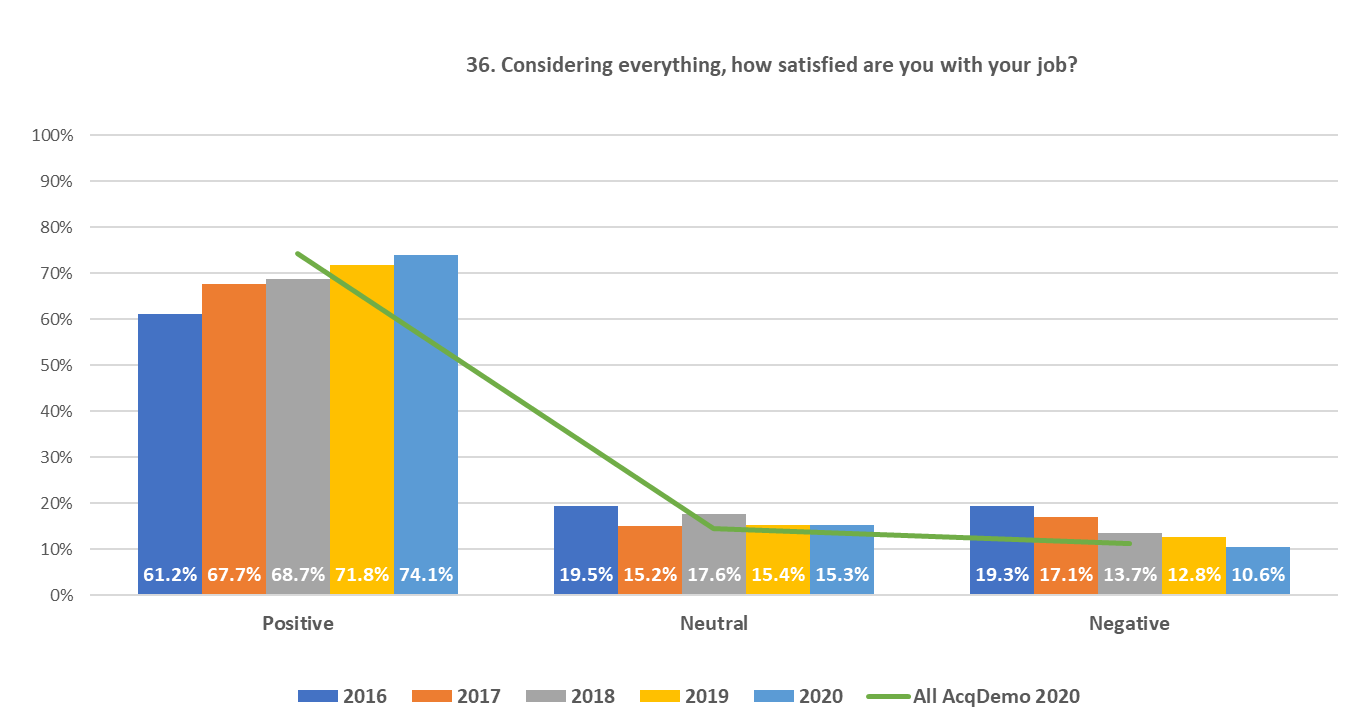 36. Considering everything, how satisfied are you with your job?
100%
90%
80%
70%
60%
50%
40%
30%
20%
10%
0%
61.2% 67.7% 68.7% 71.8% 74.1% 19.5% 15.2% 17.6% 15.4% 15.3% 19.3% 17.1% 13.7% 12.8% 10.6%
Positive Neutral Negative
2016 2017 2018 2019 2020 All AcqDemo 2020